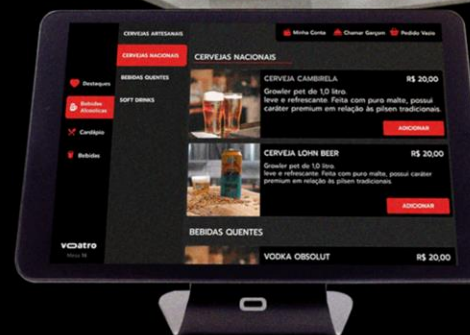 CERVEJAS ARTESANAIS
Minha Conta
Chamar Garçom
Pedido Vazio
CERVEJAS NACIONAIS
BEBIDAS QUENTES
SOFT DRINKS
Destaques
Bebidas
Alcoolicas
Cardápio
Bebidas
CERVEJAS NACIONAIS
CERVEJA CAMBIRELA R$ 20,00
Growler pet de 1,0 litro.
leve e refrescante. Feita com puro malte, possui
caráter premium em relação às pilsen tradicionais.
ADICIONAR
CERVEJA LOHN BEER R$ 20,00
Growler pet de 1,0 litro.
leve e refrescante. Feita com puro malte, possui caráter
premium em relação às pilsen tradicionais.
ADICIONAR
BEBIDAS QUENTES
VODKA OBSOLUT R$ 20,00